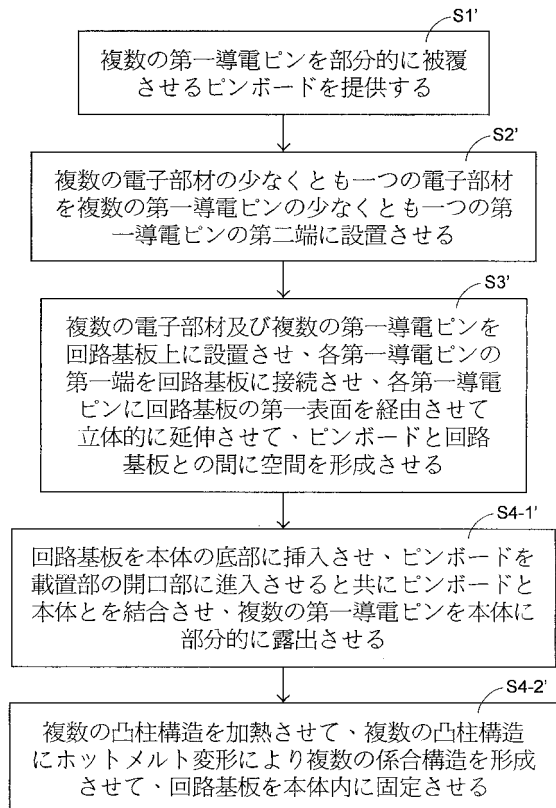 S1'
複数の第一導電ピンを部分的に被覆
させるピンボードを提供する
S2'
複数の電子部材の少なくとも一つの電子部材
を複数の第一導電ピンの少なくとも一つの第
一導電ピンの第二端に設置させる
S3'
複数の電子部材及び複数の第一導電ピンを
回路基板上に設置させ、各第一導電ピンの
第一端を回路基板に接続させ、各第一導電
ピンに回路基板の第一表面を経由させて
立体的に延伸させて、ピンボードと回路
基板との間に空間を形成させる
S4-1'
回路基板を本体の底部に挿入させ、ピンボードを
載置部の開口部に進入させると共にピンボードと
本体とを結合させ、複数の第一導電ピンを本体に
部分的に露出させる
S4-2'
複数の凸柱構造を加熱させて、複数の凸柱構造
にホットメルト変形により複数の係合構造を形成
させて、回路基板を本体内に固定させる